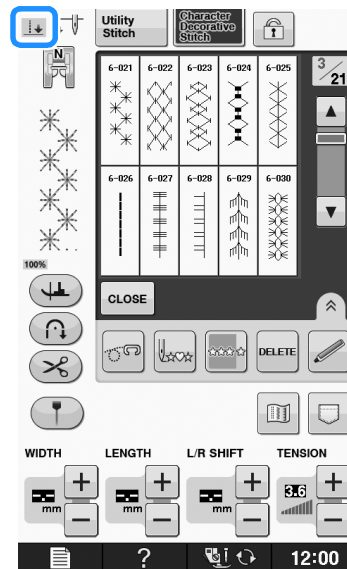 Utility
Stitch
Character
Decorative
Stitch
N
3/21
6-021 6-022 6-023 6-024 6-025
6-026 6-027 6-028 6-029 6-030
100%
CLOSE
DELETE
WIDTH LENGTH L/R SHIFT TENSION
mm mm mm 3.6
? 12:00